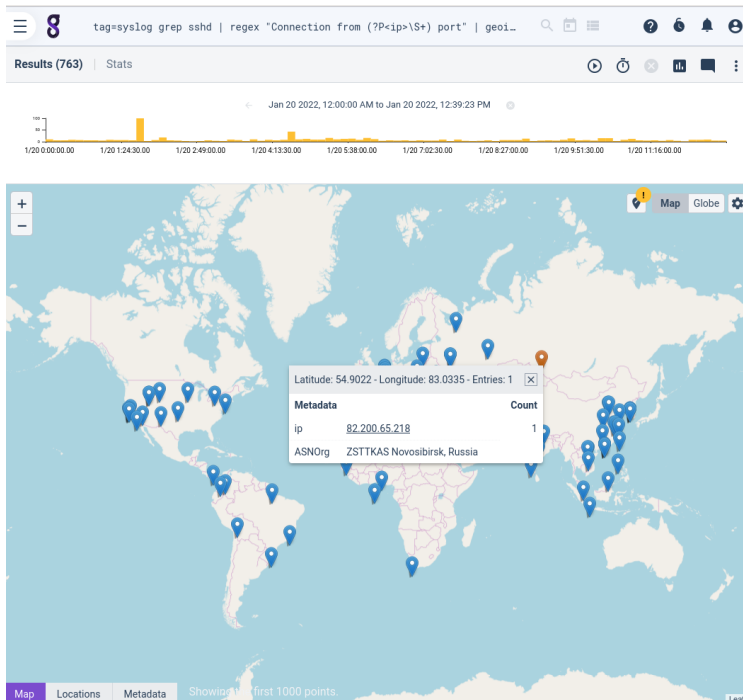 tag=syslog grep sshd | regex "Connection from (?P<ip>\S+) port" | geoi…
Results (763) | Stats
Jan 20 2022, 12:00:00 AM to Jan 20 2022, 12:39:23 PM
100
50
0
1/20 0:00:00.00 1/20 1:24:30.00 1/20 2:49:00.00 1/20 4:13:30.00 1/20 5:38:00.00 1/20 7:02:30.00 1/20 8:27:00.00 1/20 9:51:30.00 1/20 11:16:00.00
+
−
! Map Globe
Latitude: 54.9022 - Longitude: 83.0335 - Entries: 1
Metadata Count
ip 82.200.65.218 1
ASNOrg ZSTTKAS Novosibirsk, Russia
Map Locations Metadata Showing first 1000 points.